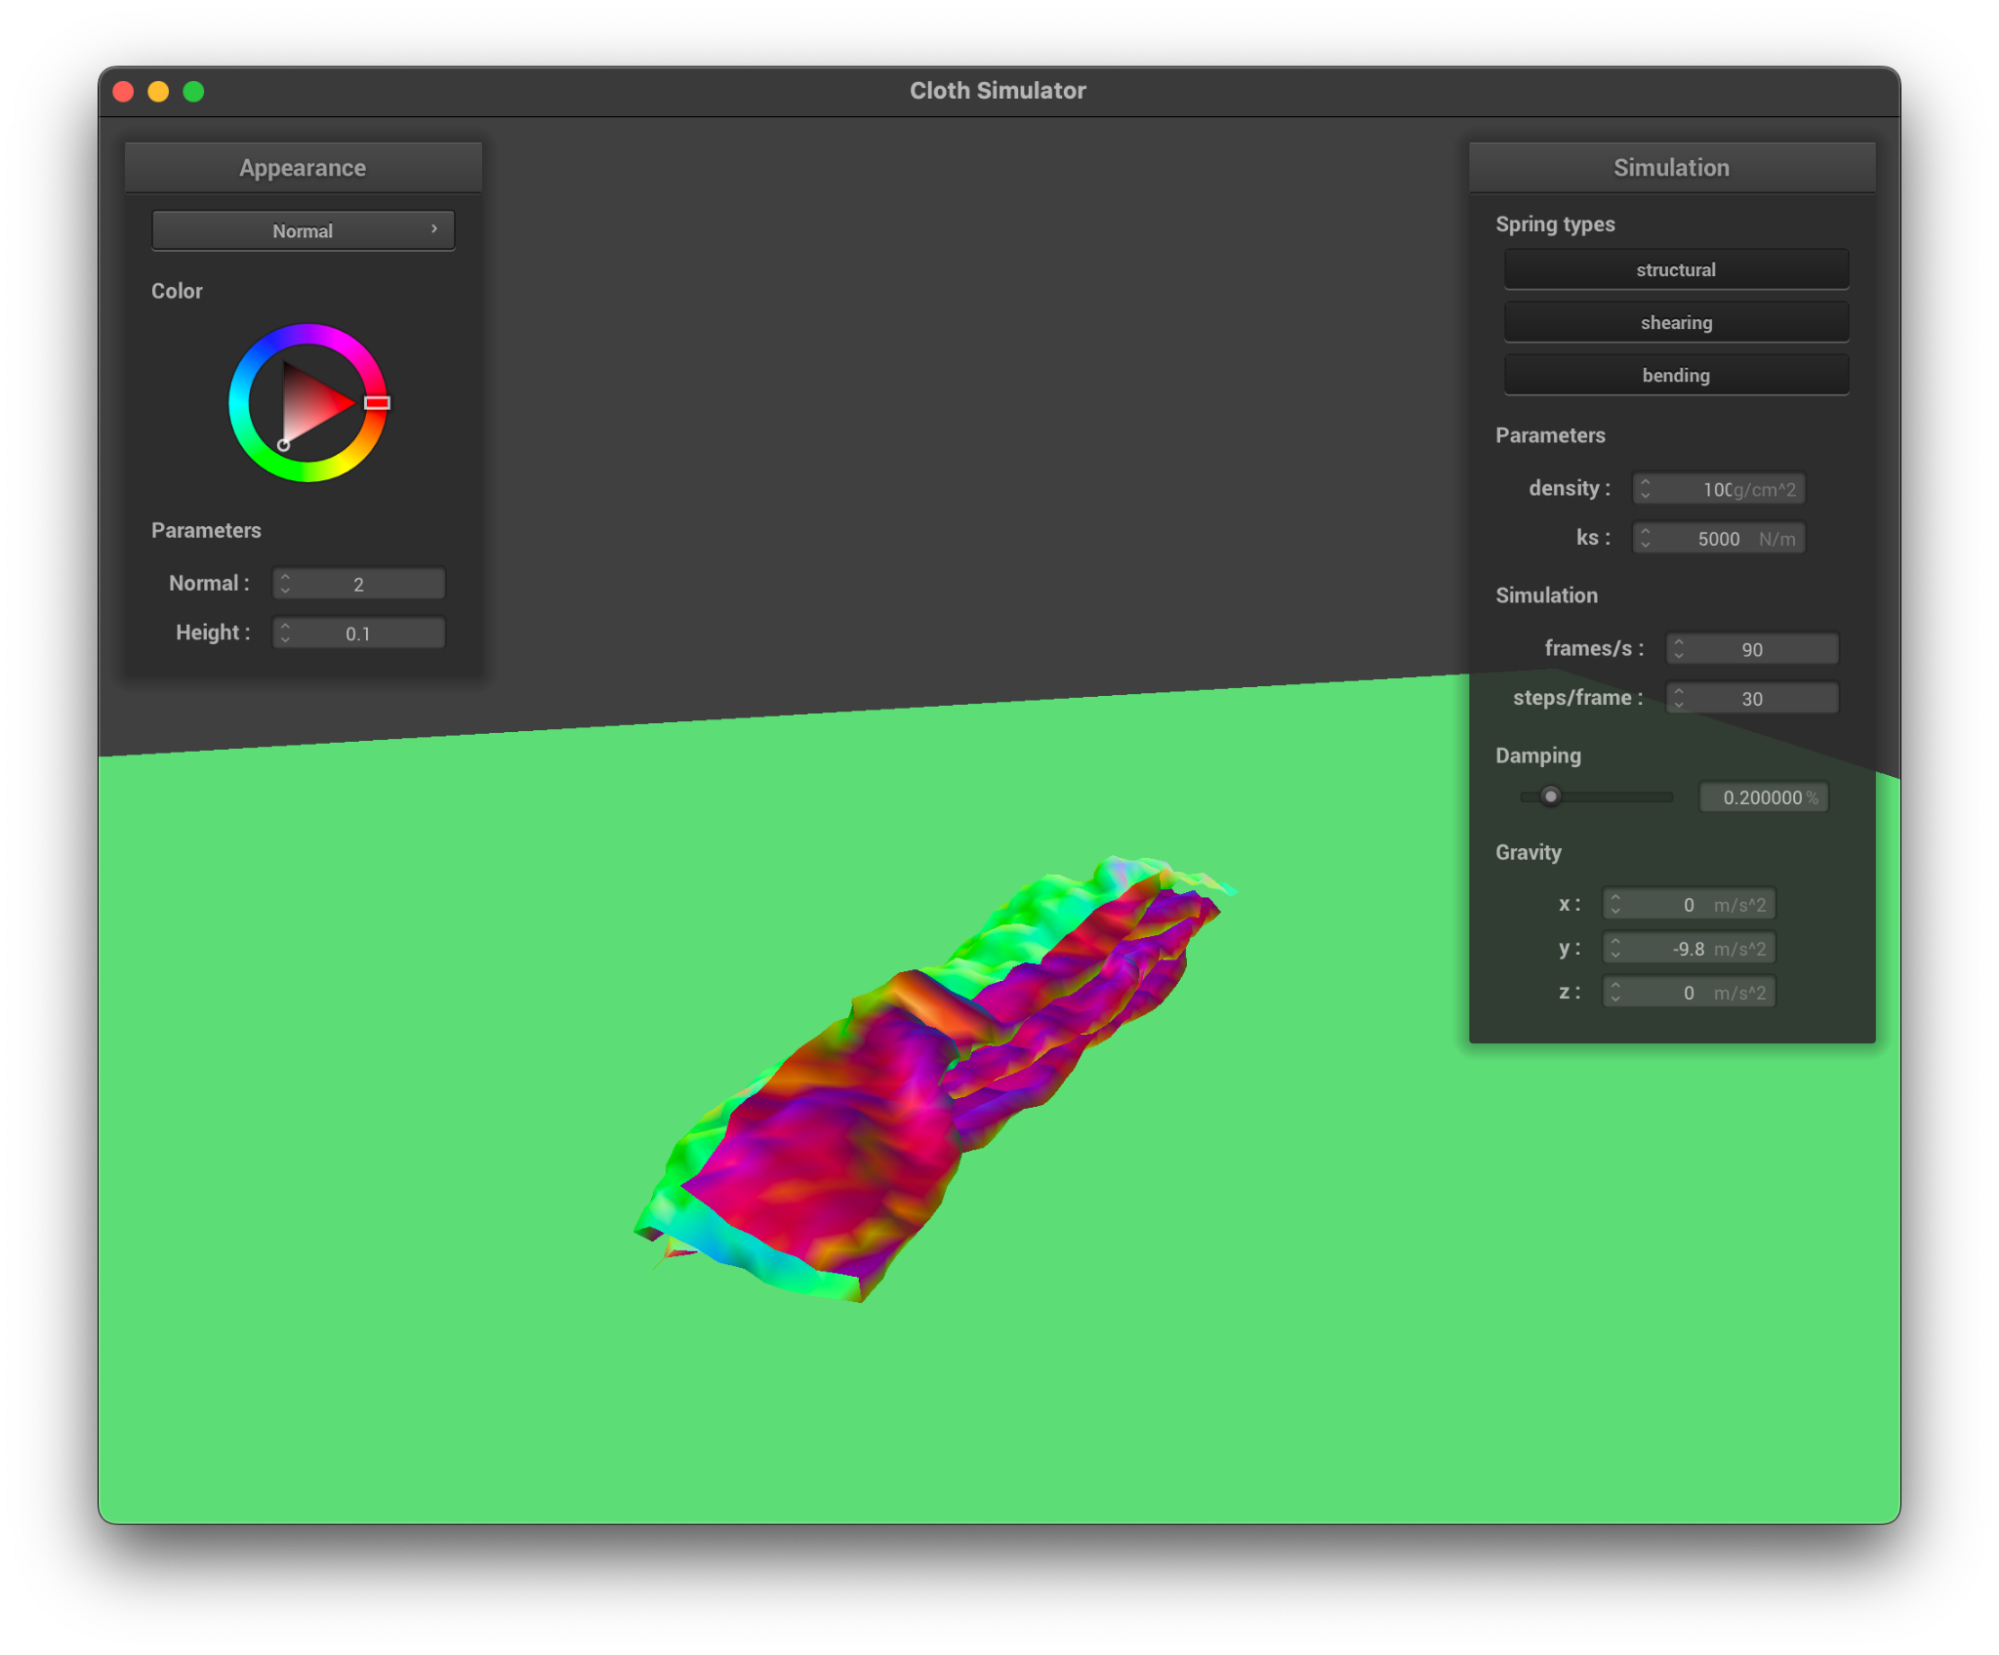 Cloth Simulator
Appearance
Normal
Color
Parameters
Normal : 2
Height : 0.1
Simulation
Spring types
structural
shearing
bending
Parameters
density : 100 g/cm^2
ks : 5000 N/m
Simulation
frames/s : 90
steps/frame : 30
Damping
0.200000 %
Gravity
x : 0 m/s^2
y : -9.8 m/s^2
z : 0 m/s^2